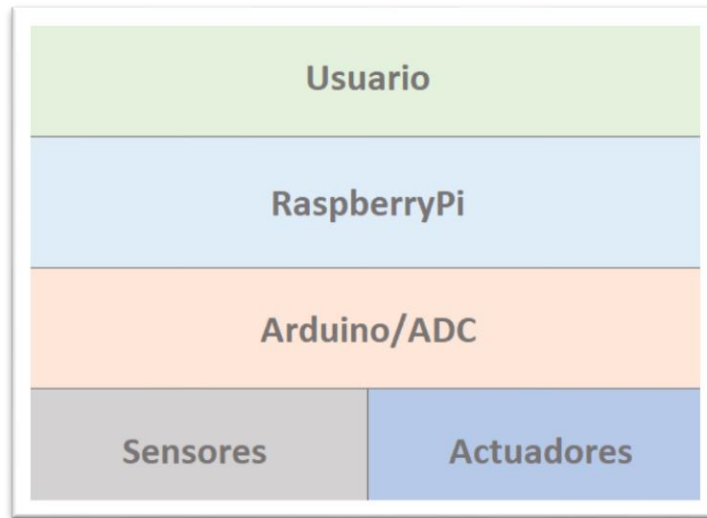 Usuario
RaspberryPi
Arduino/ADC
Sensores
Actuadores